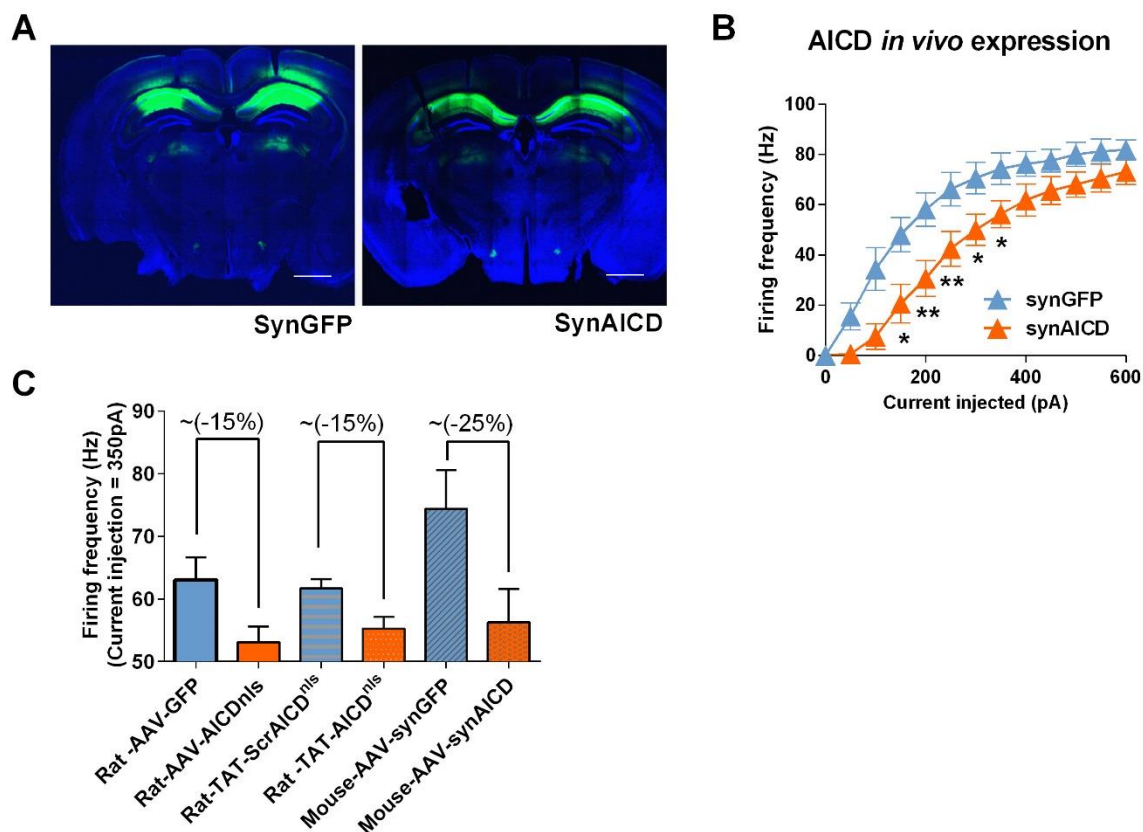 A
SynGFP
SynAICD
B
AICD in vivo expression
Firing frequency (Hz)
100
80
60
40
20
0
*
**
**
*
*
synGFP
synAICD
0
200
400
600
Current injected (pA)
C
Firing frequency (Hz)
(Current injection = 350pA)
90
80
70
60
50
~(-15%)
~(-15%)
~(-25%)
Rat -AAV-GFP
Rat-AAV-AICDnls
Rat-TAT-ScrAICDnls
Rat -TAT-AICDnls
Mouse-AAV-synGFP
Mouse-AAV-synAICD